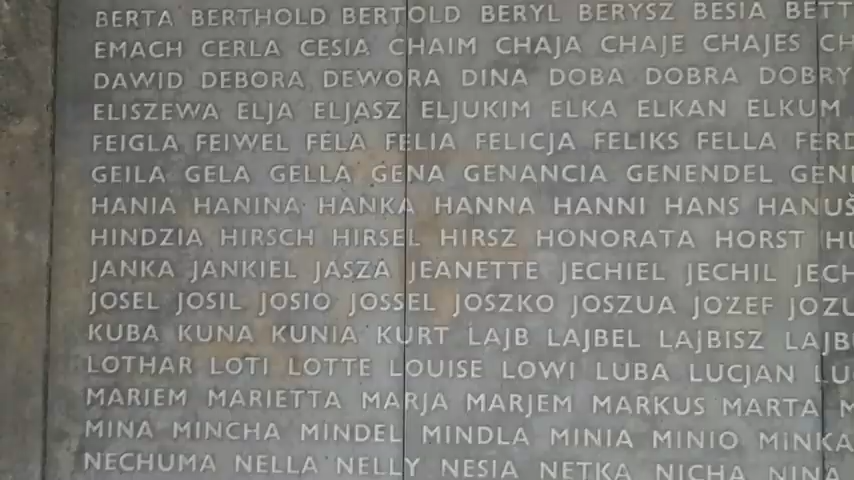 BERTA BERTHOLD BERTOLD BERYL BERYSZ BESIA
EMACH CERLA CESIA CHAIM CHAJA CHAJE CHAJES
DAWID DEBORA DEWORA DINA DOBA DOBRA
ELISZEWA ELJA ELJASZ ELJUKIM ELKA ELKAN ELKUM
FEIGLA FEIWEL FELA FELIA FELICJA FELIKS FELLA
GEILA GELA GELLA GENA GENANCIA GENENDEL
HANIA HANINA HANKA HANNA HANNI HANS
HINDZIA HIRSCH HIRSEL HIRSZ HONORATA HORST
JANKA JANKIEL JASZA JEANETTE JECHIEL JECHIL
JOSEL JOSIL JOSIO JOSSEL JOSZKO JOSZUA JÓZEF
KUBA KUNA KUNIA KURT LAJB LAJBEL LAJBISZ
LOTHAR LOTI LOTTE LOUISE LOWI LUBA LUCJAN
MARIEM MARIETTA MARJA MARJEM MARKUS MARTA
MINA MINCHA MINDEL MINDLA MINIA MINIO MINKA
NECHUMA NELLA NELLY NESIA NETKA NICHA NINA